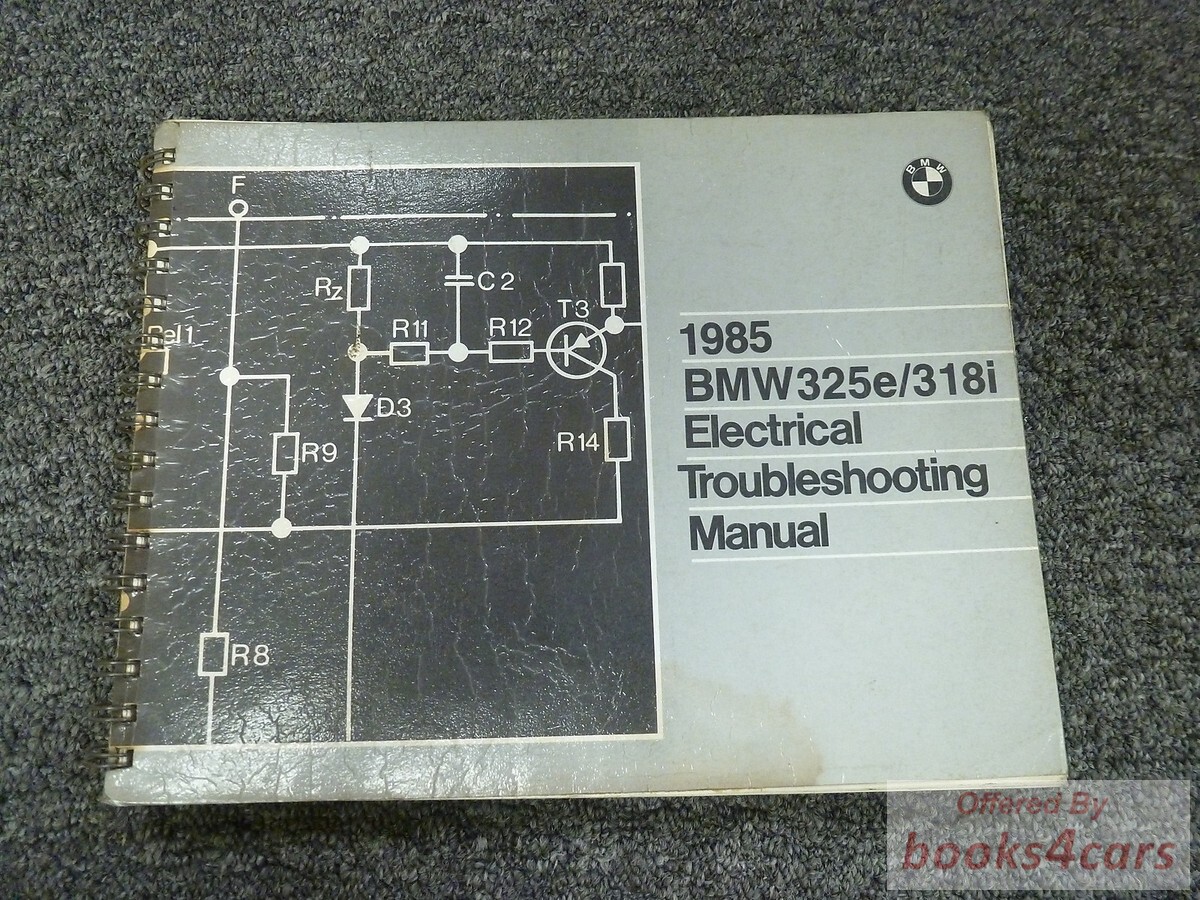 BMW
F
Rz
C2
T3
R11
R12
D3
R14
R9
R8
1985
BMW 325e/318i
Electrical
Troubleshooting
Manual
Offered By
books4cars